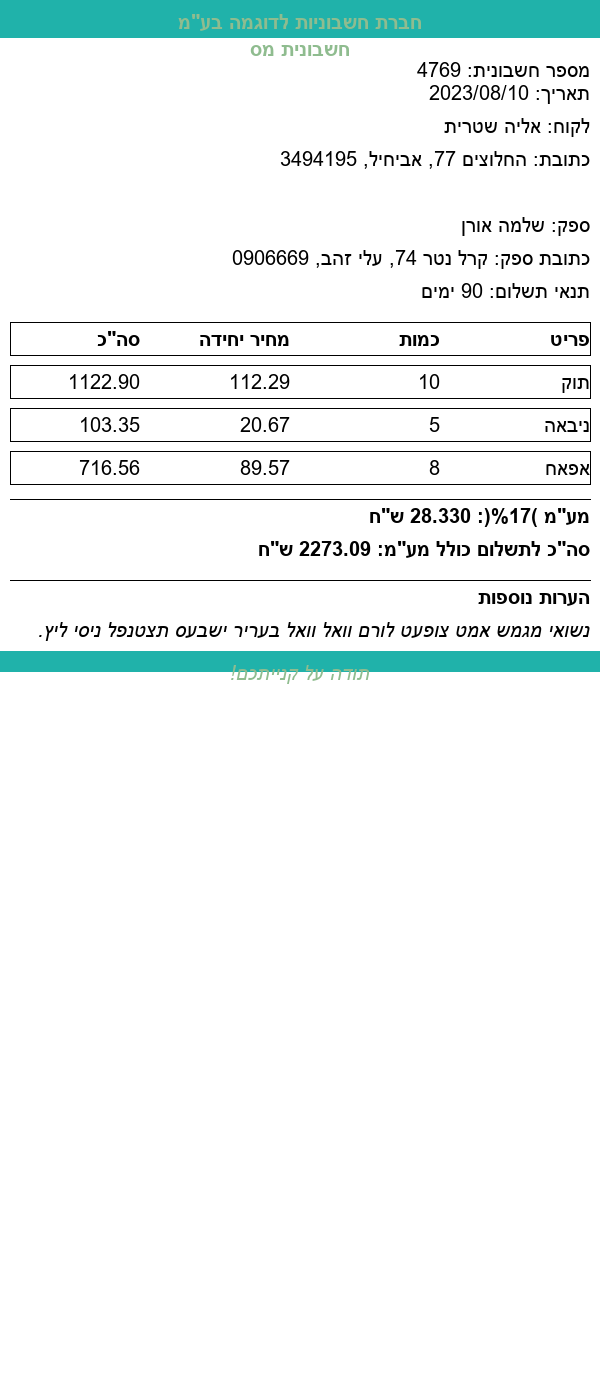 חברת חשבוניות לדוגמה בע"מ
חשבונית מס
מספר חשבונית: 4769
תאריך: 2023/08/10
לקוח: אליה שטרית
כתובת: החלוצים 77, אביחיל, 3494195
ספק: שלמה אורן
כתובת ספק: קרל נטר 74, עלי זהב, 0906669
תנאי תשלום: 90 ימים
פריט כמות מחיר יחידה סה"כ
תוק 10 112.29 1122.90
ניבאה 5 20.67 103.35
אפאח 8 89.57 716.56
מע"מ )17%(: 28.330 ש"ח
סה"כ לתשלום כולל מע"מ: 2273.09 ש"ח
הערות נוספות
נשואי מגמש אמט צופעט לורם וואל וואל בעריר ישבעס תצטנפל ניסי ליץ.
תודה על קנייתכם!